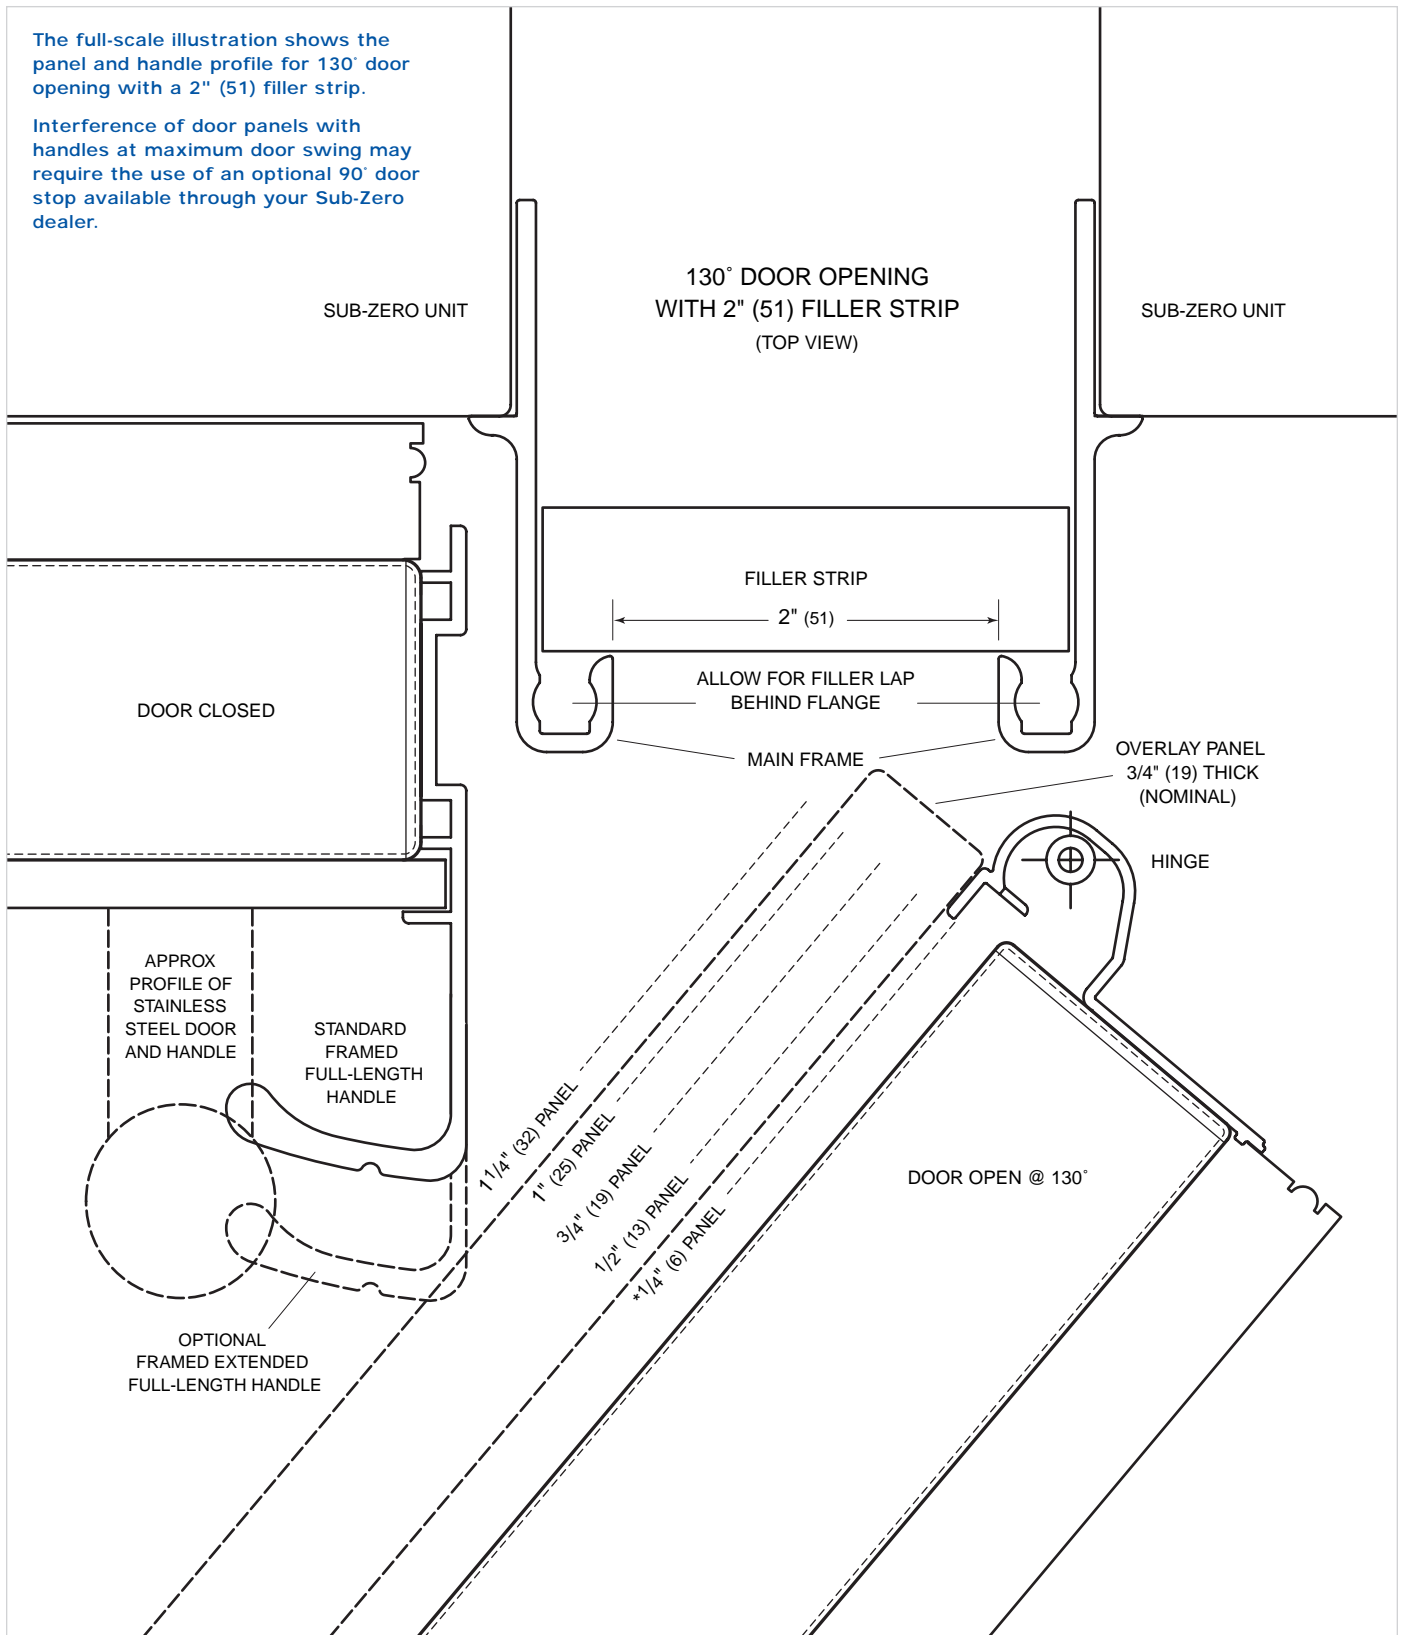 The full-scale illustration shows the
panel and handle profile for 130˚ door
opening with a 2" (51) filler strip.
Interference of door panels with
handles at maximum door swing may
require the use of an optional 90˚ door
stop available through your Sub-Zero
dealer.
130˚ DOOR OPENING
WITH 2" (51) FILLER STRIP
(TOP VIEW)
SUB-ZERO UNIT
SUB-ZERO UNIT
FILLER STRIP
2" (51)
ALLOW FOR FILLER LAP
BEHIND FLANGE
MAIN FRAME
DOOR CLOSED
OVERLAY PANEL
3/4" (19) THICK
(NOMINAL)
HINGE
APPROX
PROFILE OF
STAINLESS
STEEL DOOR
AND HANDLE
STANDARD
FRAMED
FULL-LENGTH
HANDLE
1 1/4" (32) PANEL
1" (25) PANEL
3/4" (19) PANEL
1/2" (13) PANEL
*1/4" (6) PANEL
DOOR OPEN @ 130˚
OPTIONAL
FRAMED EXTENDED
FULL-LENGTH HANDLE